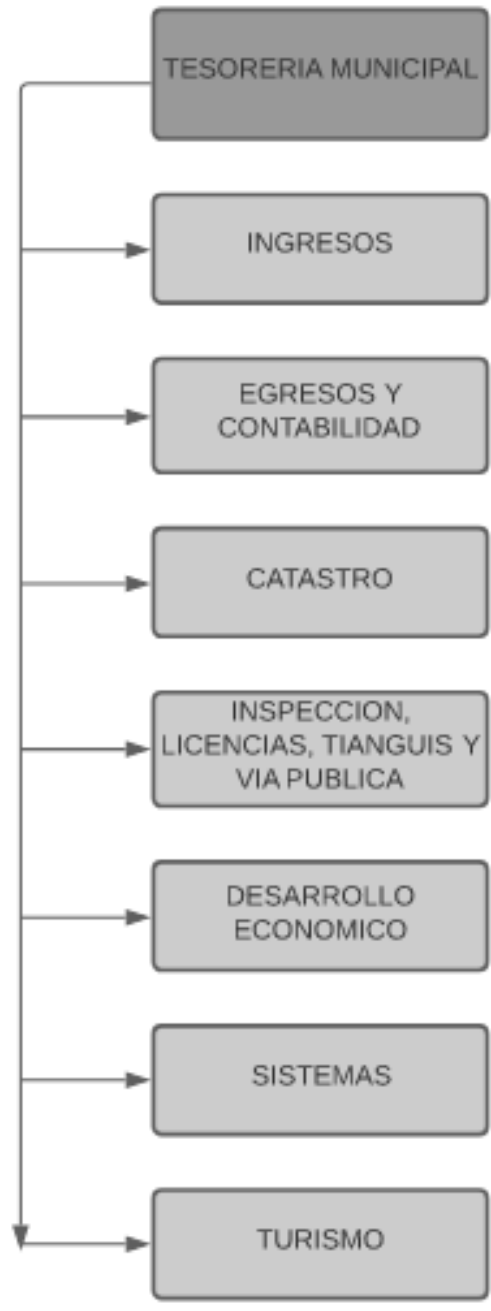 TESORERIA MUNICIPAL
INGRESOS
EGRESOS Y
CONTABILIDAD
CATASTRO
INSPECCION,
LICENCIAS, TIANGUIS Y
VIA PUBLICA
DESARROLLO
ECONOMICO
SISTEMAS
TURISMO